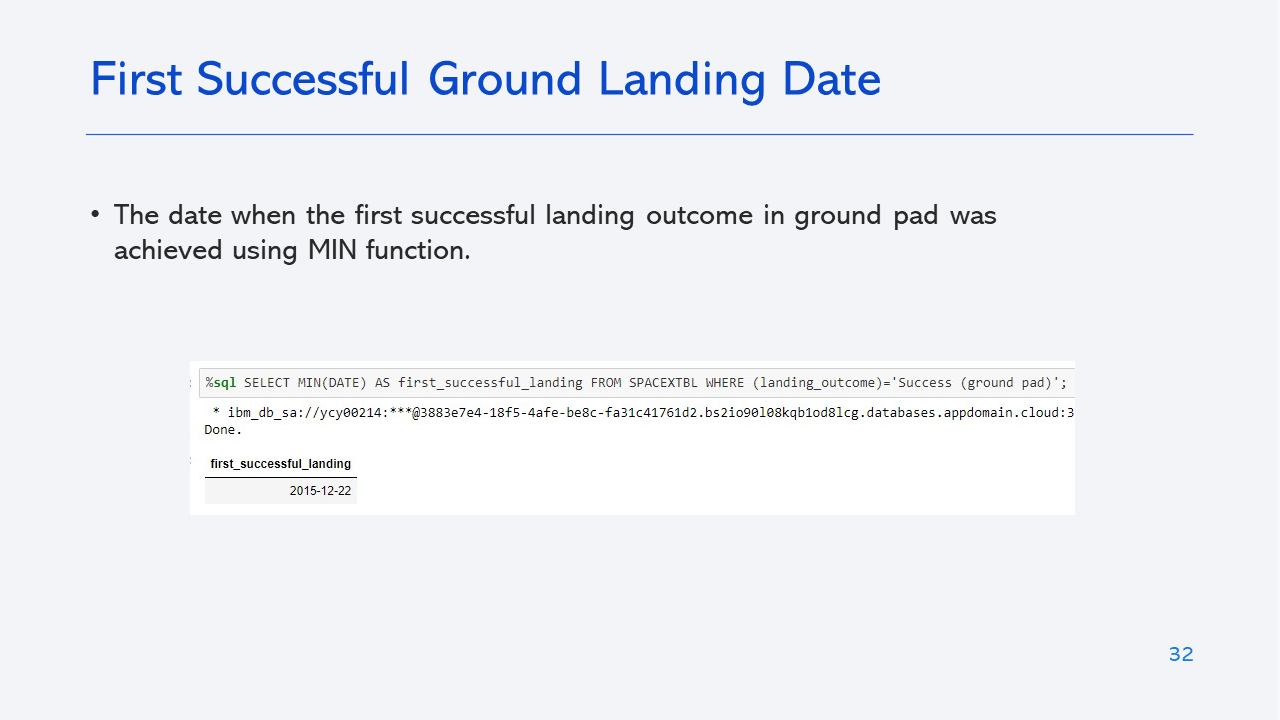 First Successful Ground Landing Date
• The date when the first successful landing outcome in ground pad was
achieved using MIN function.
%sql SELECT MIN(DATE) AS first_successful_landing FROM SPACEXTBL WHERE (landing_outcome)='Success (ground pad)';
* ibm_db_sa://ycy00214:***@3883e7e4-18f5-4afe-be8c-fa31c41761d2.bs2io90l08kqb1od8lcg.databases.appdomain.cloud:3
Done.
first_successful_landing
2015-12-22
32